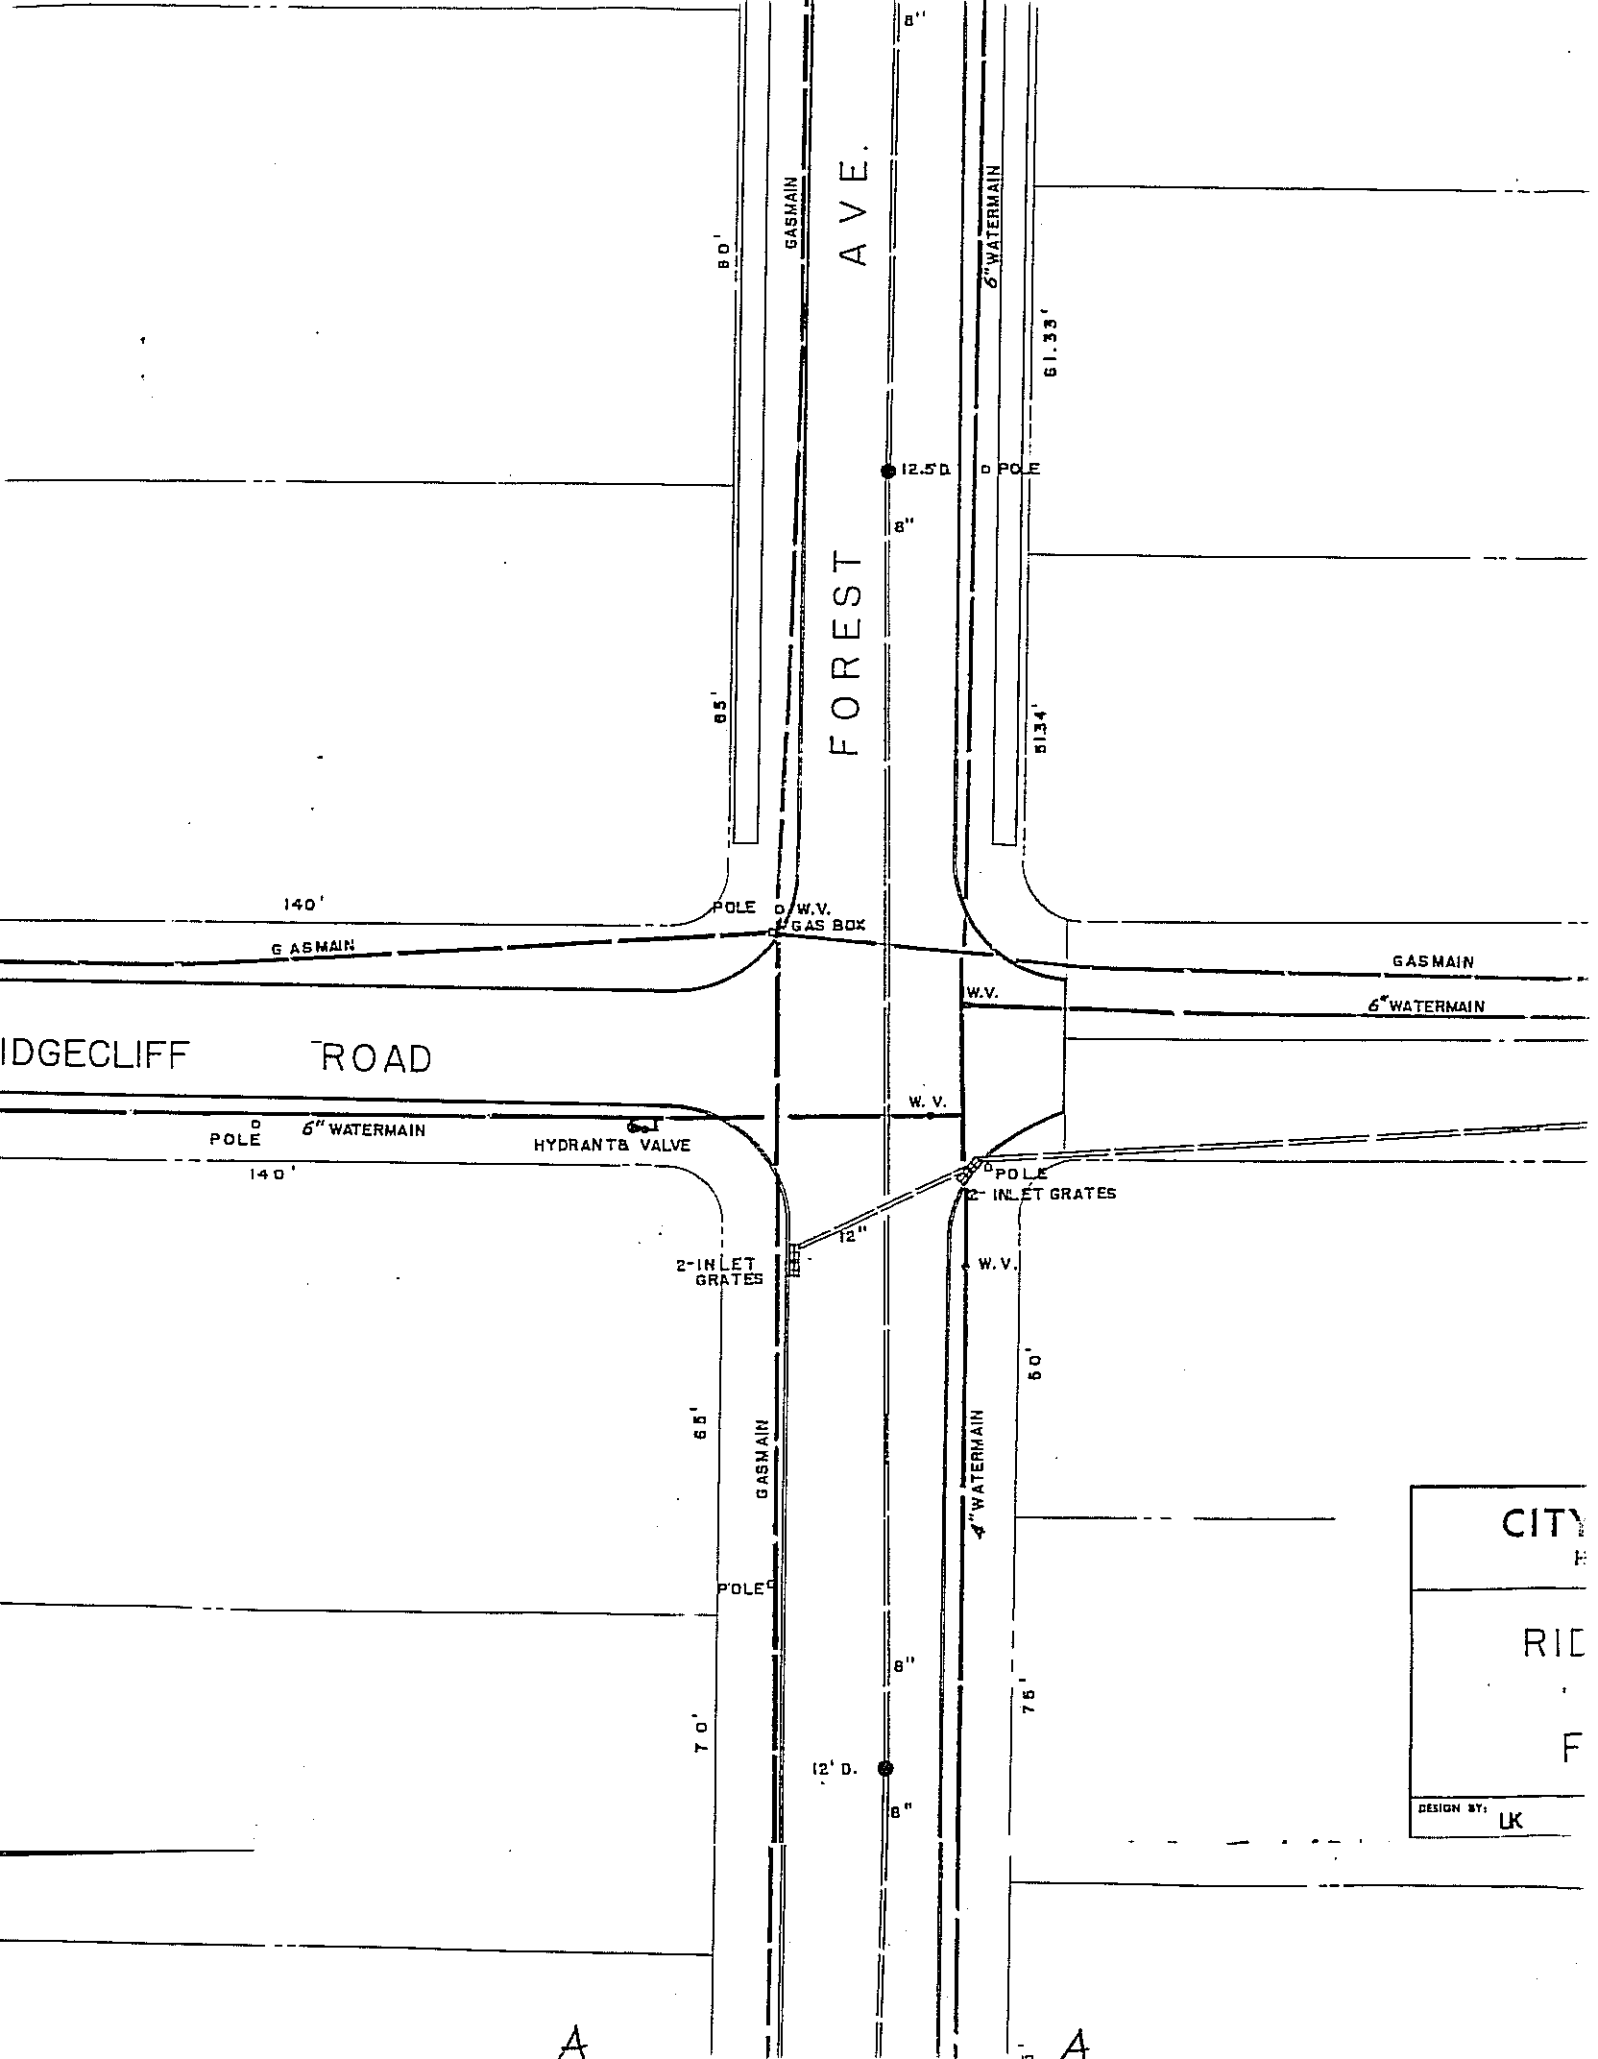 8"
AVE.
GASMAIN
6" WATERMAIN
80'
61.33'
12.5'D.
POLE
8"
FOREST
65'
51.34'
140'
POLE
W.V.
GAS BOX
GASMAIN
GASMAIN
W.V.
6" WATERMAIN
IDGECLIFF ROAD
W. V.
POLE
6" WATERMAIN
HYDRANT & VALVE
140'
POLE
2- INLET GRATES
12"
2-INLET
GRATES
W.V.
50'
65'
GASMAIN
4" WATERMAIN
CITY
POLE
RID
8"
75'
70'
F
12' D.
8"
DESIGN BY: LK
A
A